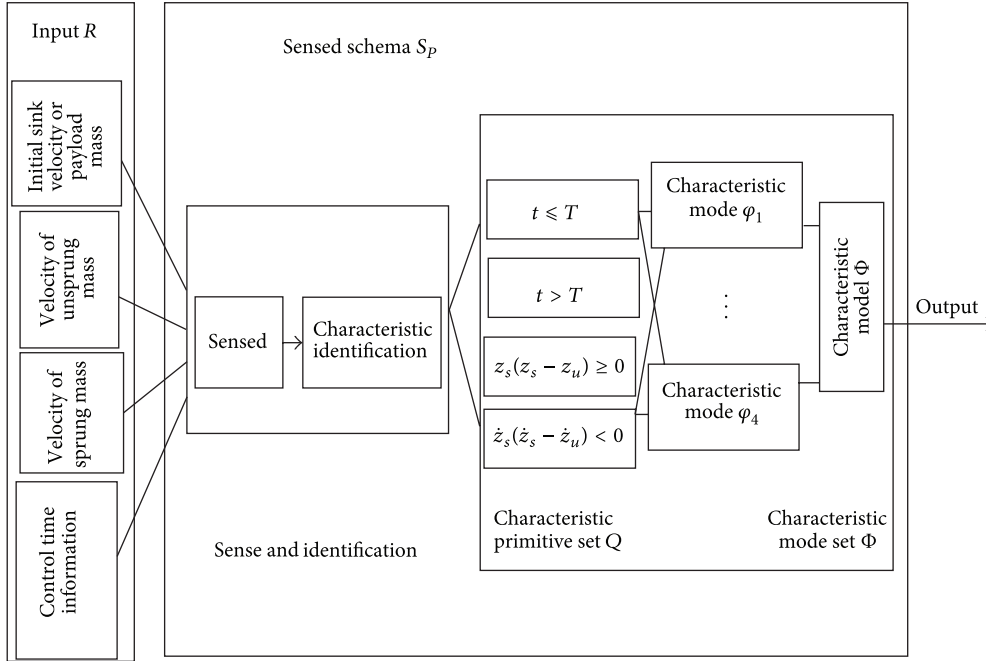 Input R
Initial sink
velocity or
payload
mass
Velocity of
unsprung
mass
Velocity of
sprung mass
Control time
information
Sensed schema S_P
Sensed
Characteristic
identification
Sense and identification
t ⩽ T
t > T
z_s(z_s − z_u) ≥ 0
ż_s(ż_s − ż_u) < 0
Characteristic
primitive set Q
Characteristic
mode φ_1
⋮
Characteristic
mode φ_4
Characteristic
model Φ
Characteristic
mode set Φ
Output